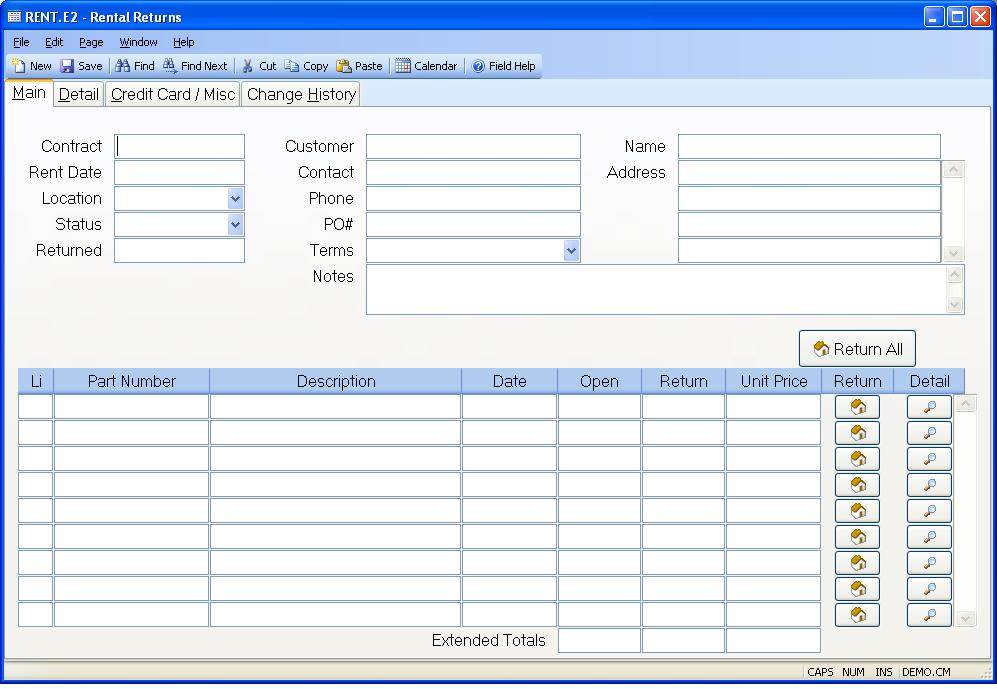 RENT.E2 - Rental Returns
File Edit Page Window Help
New Save Find Find Next Cut Copy Paste Calendar Field Help
Main Detail Credit Card / Misc Change History
Contract Customer Name
Rent Date Contact Address
Location Phone
Status PO#
Returned Terms
Notes
Return All
Li Part Number Description Date Open Return Unit Price Return Detail
Extended Totals
CAPS NUM INS DEMO.CM